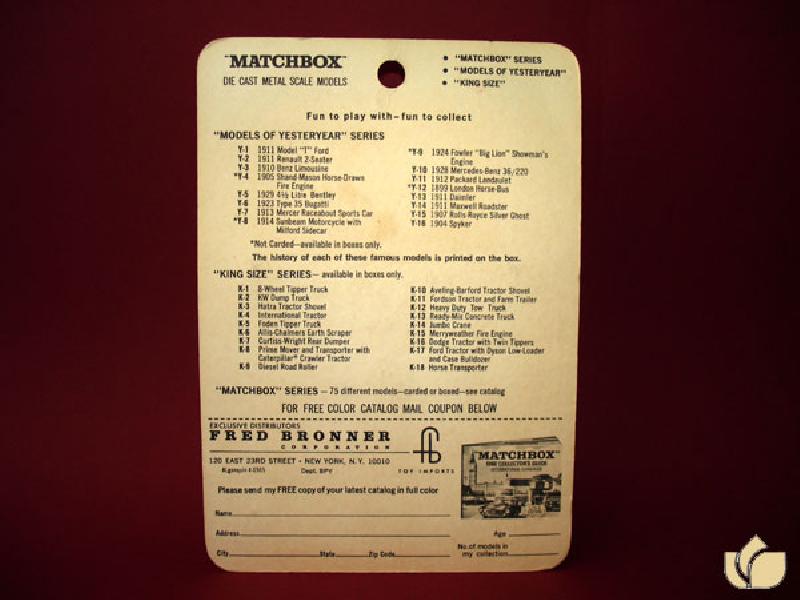 "MATCHBOX"
DIE CAST METAL SCALE MODELS
• "MATCHBOX" SERIES
• "MODELS OF YESTERYEAR"
• "KING SIZE"
Fun to play with—fun to collect
"MODELS OF YESTERYEAR" SERIES
Y-1 1911 Model "T" Ford
Y-2 1911 Renault 2-Seater
Y-3 1910 Benz Limousine
*Y-4 1905 Shand-Mason Horse-Drawn
Fire Engine
Y-5 1929 4½ Litre Bentley
Y-6 1923 Type 35 Bugatti
Y-7 1913 Mercer Raceabout Sports Car
*Y-8 1914 Sunbeam Motorcycle with
Milford Sidecar
*Y-9 1924 Fowler "Big Lion" Showman's
Engine
Y-10 1928 Mercedes-Benz 36/220
Y-11 1912 Packard Landaulet
*Y-12 1899 London Horse-Bus
Y-13 1911 Daimler
Y-14 1911 Maxwell Roadster
Y-15 1907 Rolls Royce Silver Ghost
Y-16 1904 Spyker
*Not Carded—available in boxes only.
The history of each of these famous models is printed on the box.
"KING SIZE" SERIES— available in boxes only.
K-1 8-Wheel Tipper Truck
K-2 KW Dump Truck
K-3 Hatra Tractor Shovel
K-4 International Tractor
K-5 Foden Tipper Truck
K-6 Allis-Chalmers Earth Scraper
K-7 Curtiss-Wright Rear Dumper
K-8 Prime Mover and Transporter with
Caterpillar Crawler Tractor
K-9 Diesel Road Roller
K-10 Aveling-Barford Tractor Shovel
K-11 Fordson Tractor and Farm Trailer
K-12 Heavy Duty Tow Truck
K-13 Ready-Mix Concrete Truck
K-14 Jumbo Crane
K-15 Merryweather Fire Engine
K-16 Dodge Tractor with Twin Tippers
K-17 Ford Tractor with Dyson Low-Loader
and Case Bulldozer
K-18 Horse Transporter
"MATCHBOX" SERIES — 75 different models—carded or boxed—see catalog
FOR FREE COLOR CATALOG MAIL COUPON BELOW
EXCLUSIVE DISTRIBUTORS
FRED BRONNER
CORPORATION
120 EAST 23RD STREET • NEW YORK, N.Y. 10010
Dept. BPY
TOY IMPORTS
Please send my FREE copy of your latest catalog in full color
Name
Address
Age
City State Zip Code
No. of models in
my collection
"MATCHBOX"
COLLECTOR'S GUIDE